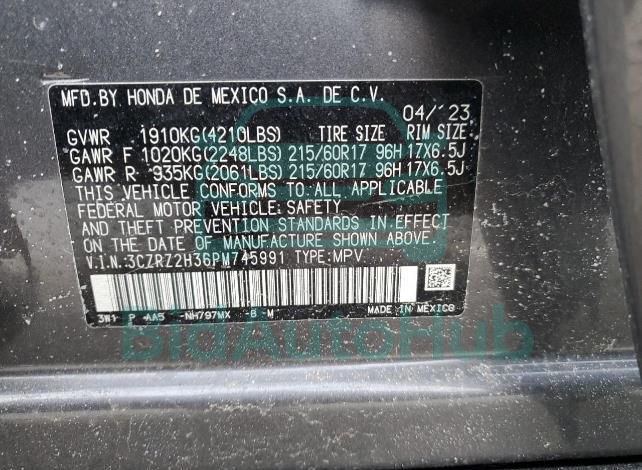 MFD.BY HONDA DE MEXICO S.A. DE C.V.
04/'23
GVWR 1910KG(4210LBS) TIRE SIZE RIM SIZE
GAWR F 1020KG(2248LBS) 215/60R17 96H 17X6.5J
GAWR R 935KG(2061LBS) 215/60R17 96H 17X6.5J
THIS VEHICLE CONFORMS TO ALL APPLICABLE
FEDERAL MOTOR VEHICLE SAFETY
AND THEFT PREVENTION STANDARDS IN EFFECT
ON THE DATE OF MANUFACTURE SHOWN ABOVE.
V.I.N.:3CZRZ2H36PM745991 TYPE:MPV
3W1 P AA5 -NH797MX -B M MADE IN MEXICO
BidAutoHub